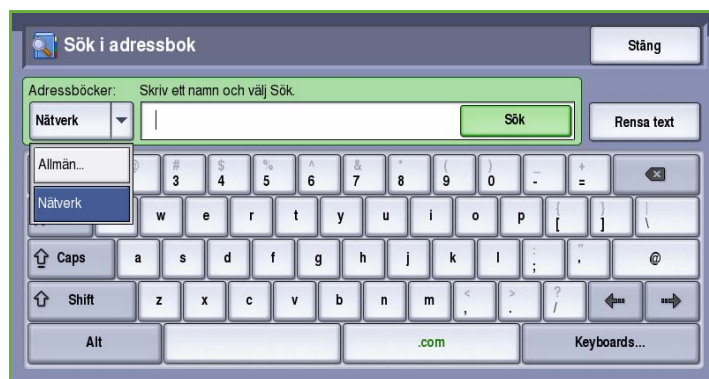 Sök i adressbok
Stäng
Adressböcker: Skriv ett namn och välj Sök.
Nätverk
Sök
Rensa text
Allmän...
Nätverk
# $ % ^ & * ( ) _ +
3 4 5 6 7 8 9 0 - =
w e r t y u i o p { [ } ] | \
Caps a s d f g h j k l : ; " ' @
Shift z x c v b n m < , > . ? /
Alt .com Keyboards...